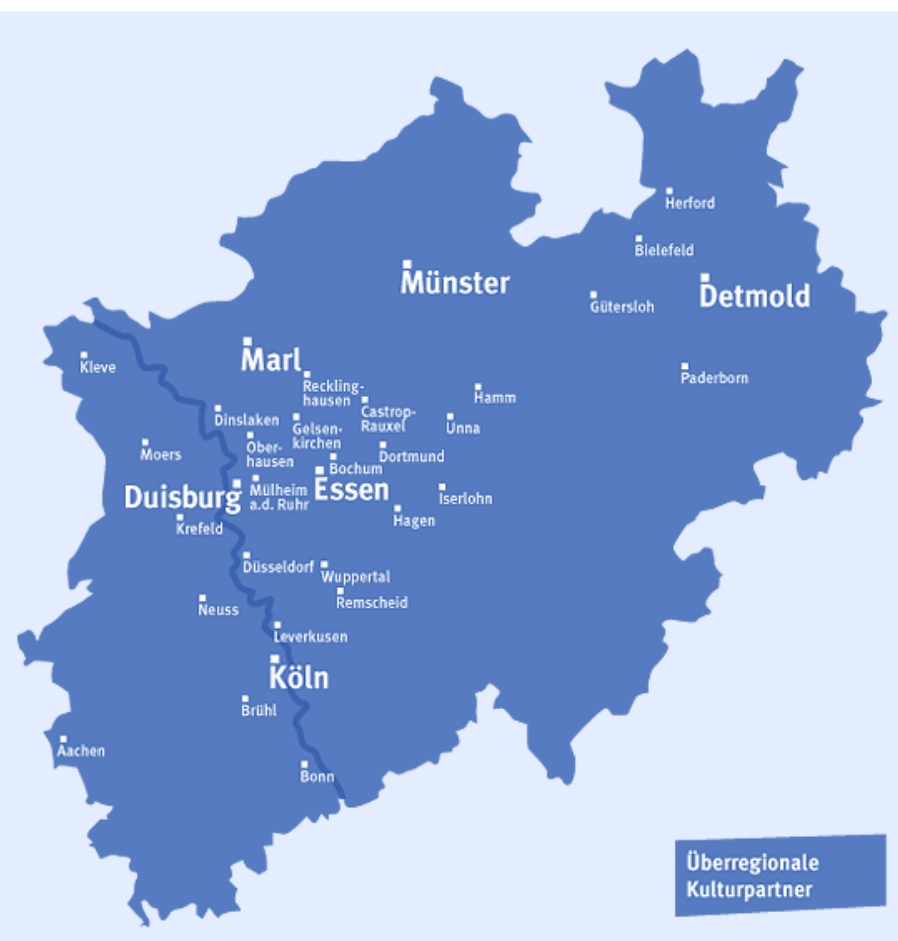 Herford
Bielefeld
Münster
Detmold
Gütersloh
Marl
Kleve
Paderborn
Reckling-
hausen
Hamm
Castrop-
Rauxel
Dinslaken
Gelsen-
kirchen
Unna
Moers
Ober-
hausen
Dortmund
Bochum
Duisburg
Mülheim
a.d. Ruhr
Essen
Iserlohn
Krefeld
Hagen
Düsseldorf
Wuppertal
Neuss
Remscheid
Leverkusen
Köln
Brühl
Aachen
Bonn
Überregionale
Kulturpartner